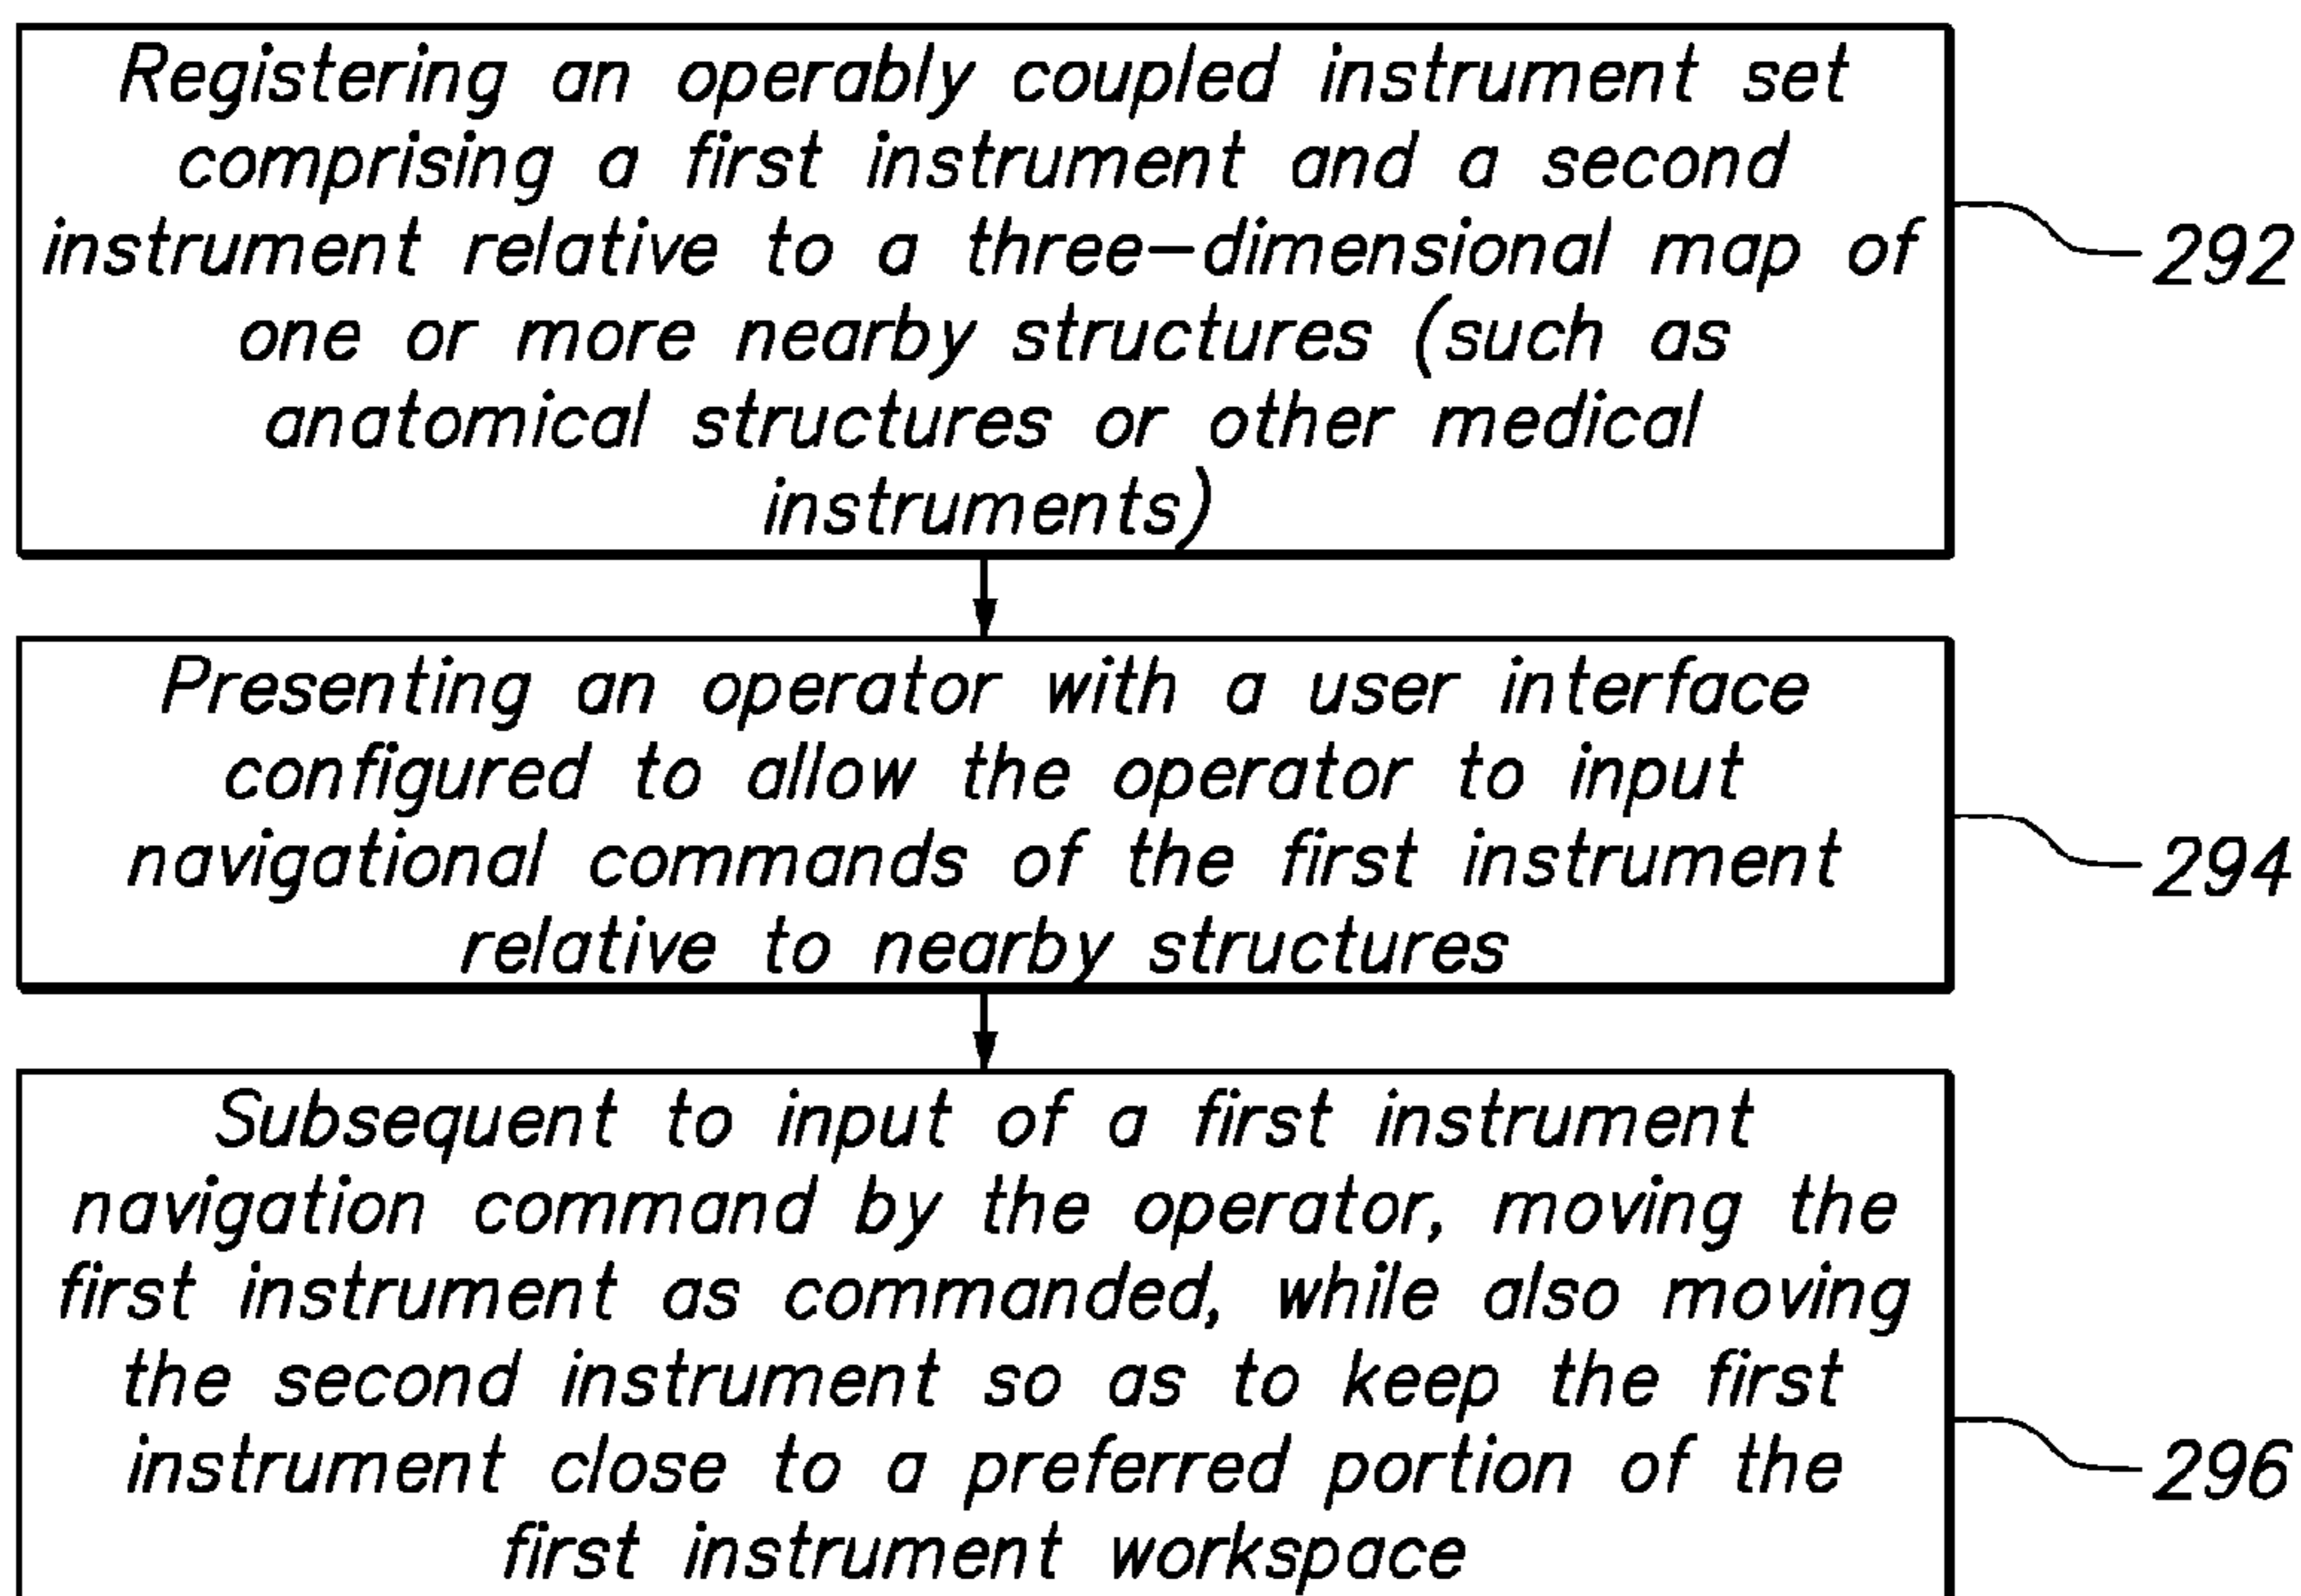 Registering an operably coupled instrument set
comprising a first instrument and a second
instrument relative to a three-dimensional map of
one or more nearby structures (such as
anatomical structures or other medical
instruments)
292
Presenting an operator with a user interface
configured to allow the operator to input
navigational commands of the first instrument
relative to nearby structures
294
Subsequent to input of a first instrument
navigation command by the operator, moving the
first instrument as commanded, while also moving
the second instrument so as to keep the first
instrument close to a preferred portion of the
first instrument workspace
296